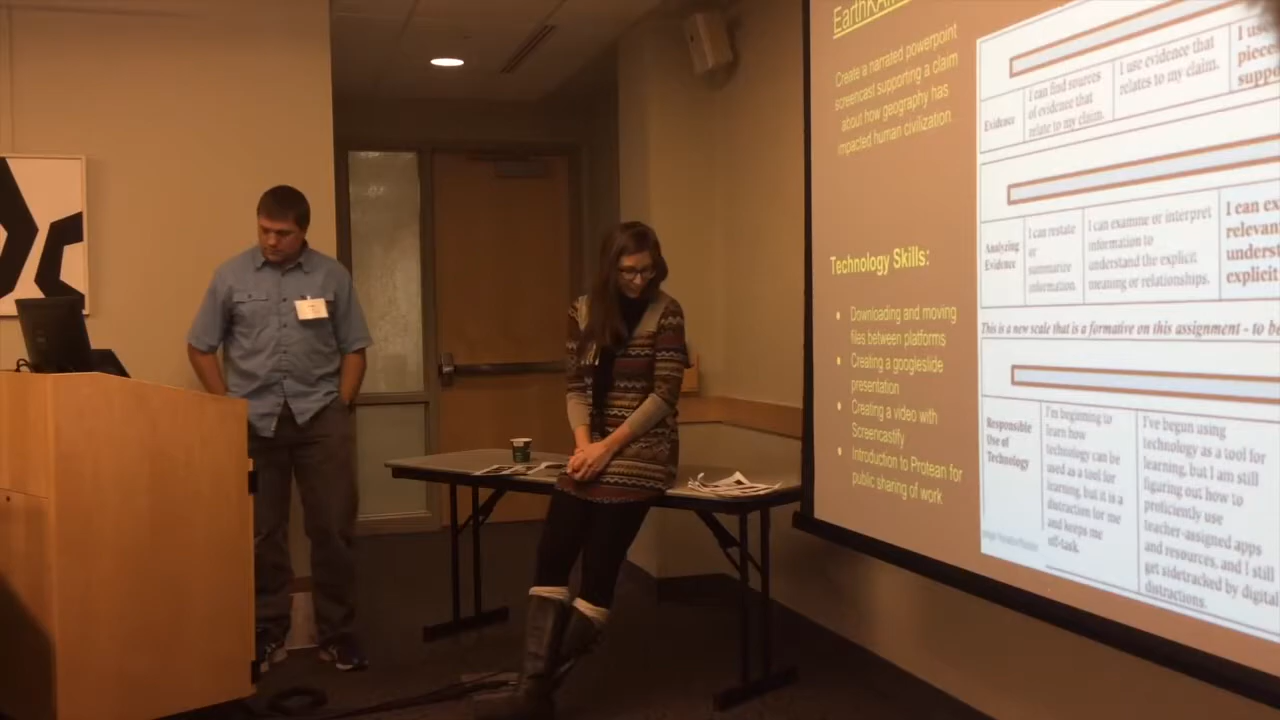 Create a narrated powerpoint
screencast supporting a claim
about how geography has
impacted human civilization
Technology Skills:
Downloading and moving
files between platforms
Creating a googleslide
presentation
Creating a video with
Screencastify
Introduction to Protean for
public sharing of work
Evidence
I can find sources
of evidence that
relate to my claim.
I use evidence that
relates to my claim.
I use
Analyzing
Evidence
I can restate
or
summarize
information.
I can examine or interpret
information to
understand the explicit
meaning or relationships.
I can
explicit
This is a new scale that is a formative on this assignment - to
Responsible
Use of
Technology
I'm beginning to
learn how
technology can be
used as a tool for
learning, but it is a
distraction for me
and keeps me
off-task.
I've begun using
technology as a tool for
learning, but I am still
figuring out how to
proficiently use
teacher-assigned apps
and resources, and I still
get sidetracked by digital
distractions.